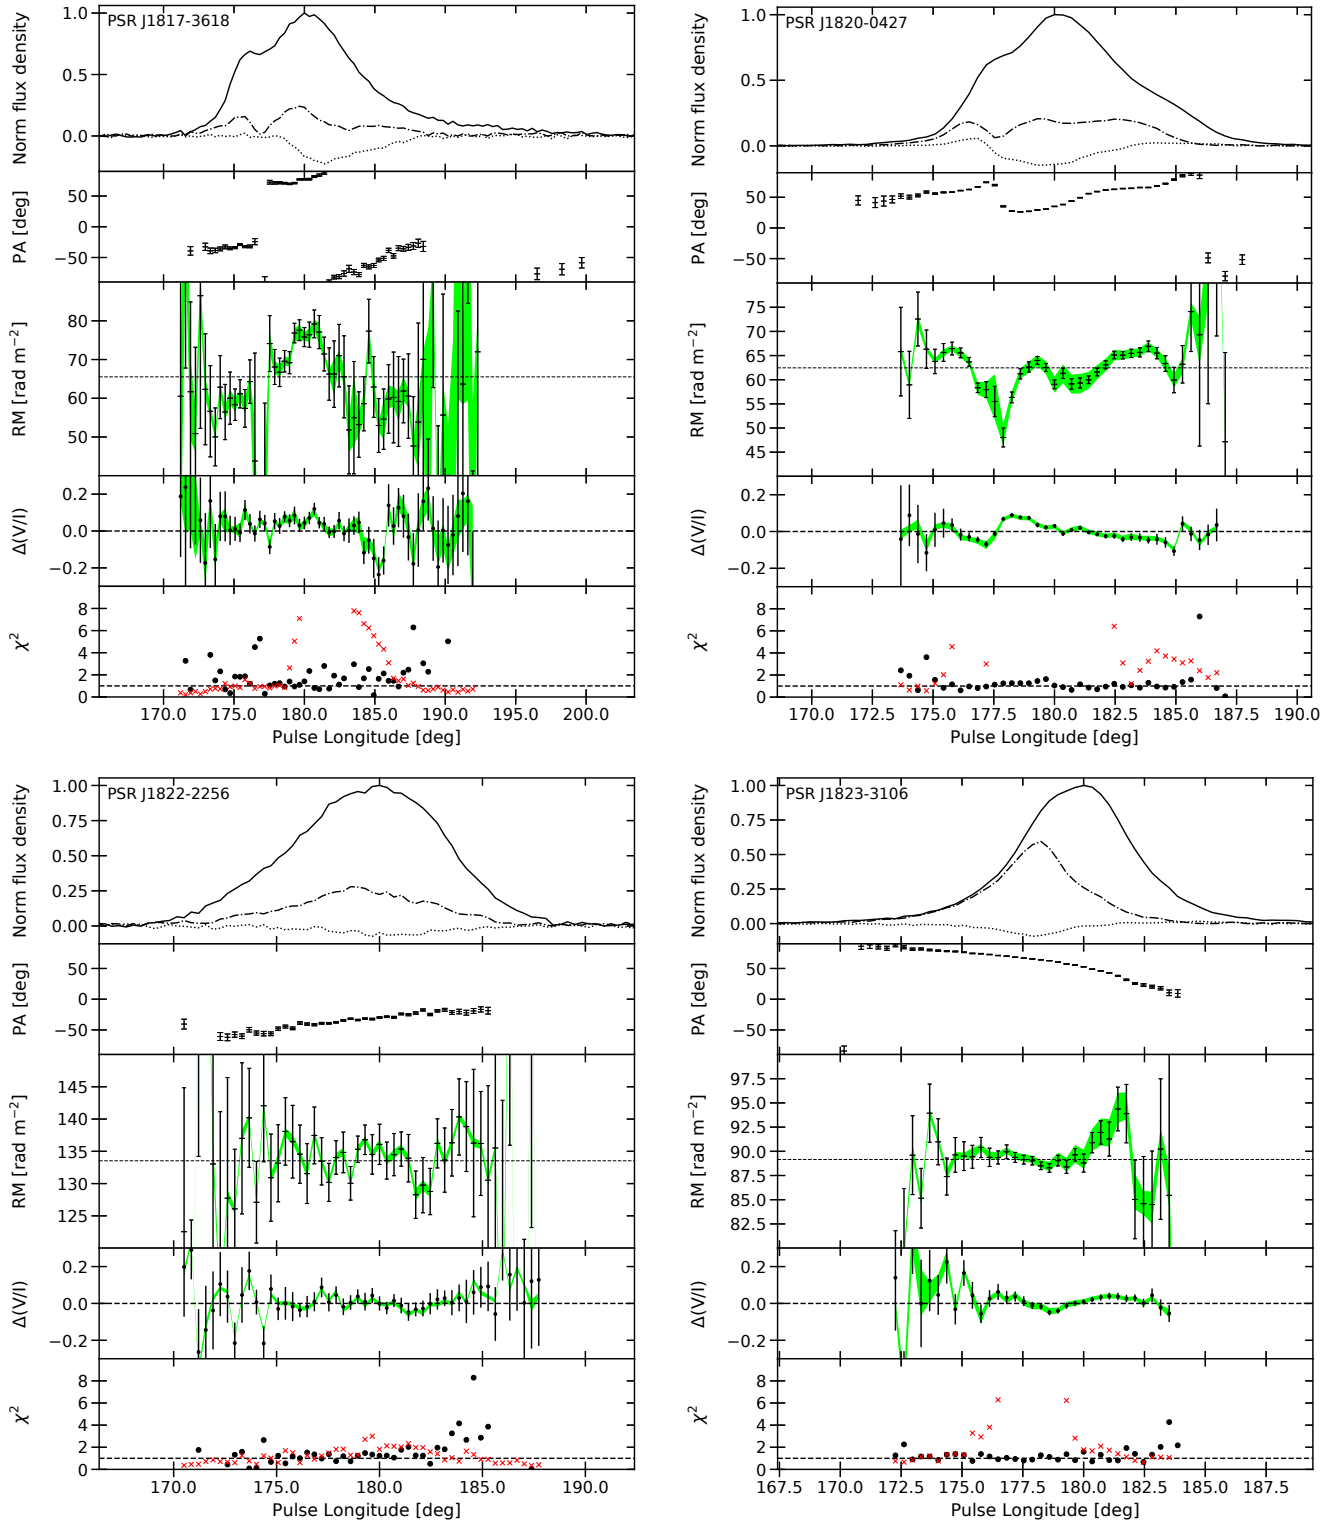 PSR J1817-3618
Norm flux density
1.0
0.5
0.0
PA [deg]
50
0
−50
RM [rad m−2]
80
70
60
50
Δ(V/I)
0.2
0.0
−0.2
χ2
8
6
4
2
0
170.0 175.0 180.0 185.0 190.0 195.0 200.0
Pulse Longitude [deg]
PSR J1820-0427
Norm flux density
1.0
0.5
0.0
PA [deg]
50
0
−50
RM [rad m−2]
75
70
65
60
55
50
45
Δ(V/I)
0.2
0.0
−0.2
χ2
8
6
4
2
0
170.0 172.5 175.0 177.5 180.0 182.5 185.0 187.5 190.0
Pulse Longitude [deg]
PSR J1822-2256
Norm flux density
1.00
0.75
0.50
0.25
0.00
PA [deg]
50
0
−50
RM [rad m−2]
145
140
135
130
125
Δ(V/I)
0.2
0.0
−0.2
χ2
8
6
4
2
0
170.0 175.0 180.0 185.0 190.0
Pulse Longitude [deg]
PSR J1823-3106
Norm flux density
1.00
0.75
0.50
0.25
0.00
PA [deg]
50
0
−50
RM [rad m−2]
97.5
95.0
92.5
90.0
87.5
85.0
82.5
Δ(V/I)
0.2
0.0
−0.2
χ2
8
6
4
2
0
167.5 170.0 172.5 175.0 177.5 180.0 182.5 185.0 187.5
Pulse Longitude [deg]